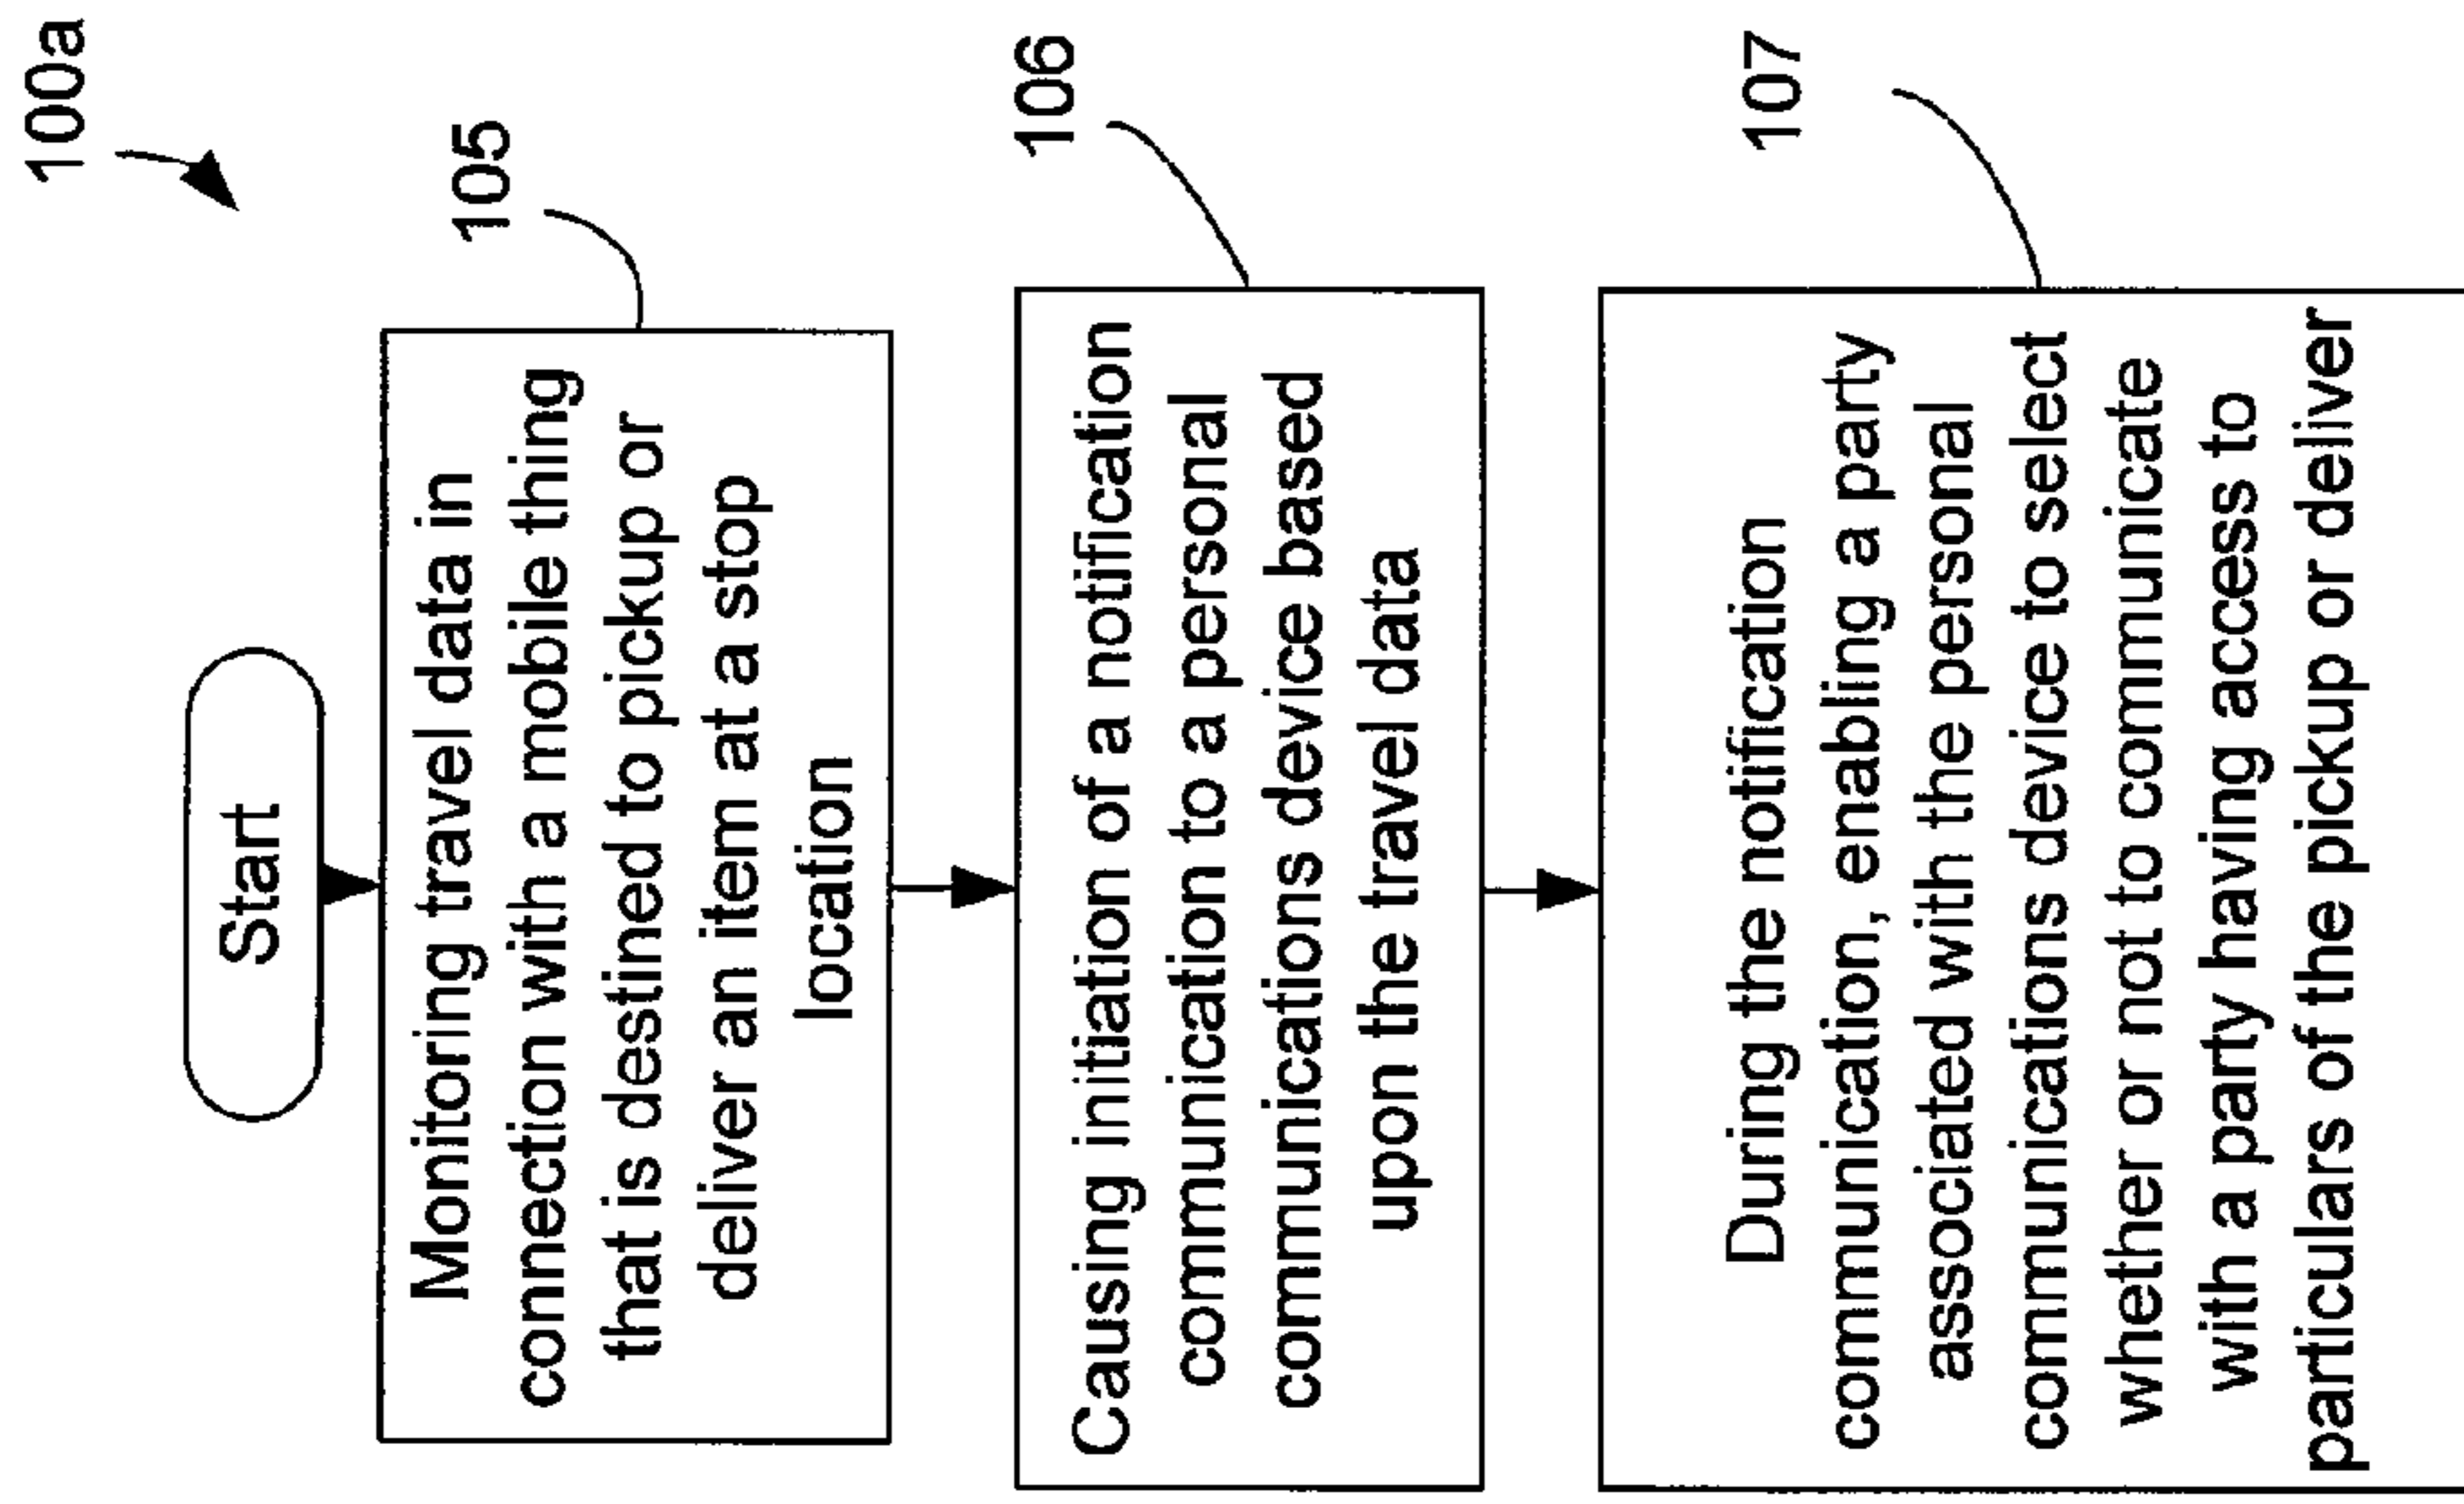 100a
Start
105
Monitoring travel data in
connection with a mobile thing
that is destined to pickup or
deliver an item at a stop
location
106
Causing initiation of a notification
communication to a personal
communications device based
upon the travel data
107
During the notification
communication, enabling a party
associated with the personal
communications device to select
whether or not to communicate
with a party having access to
particulars of the pickup or deliver